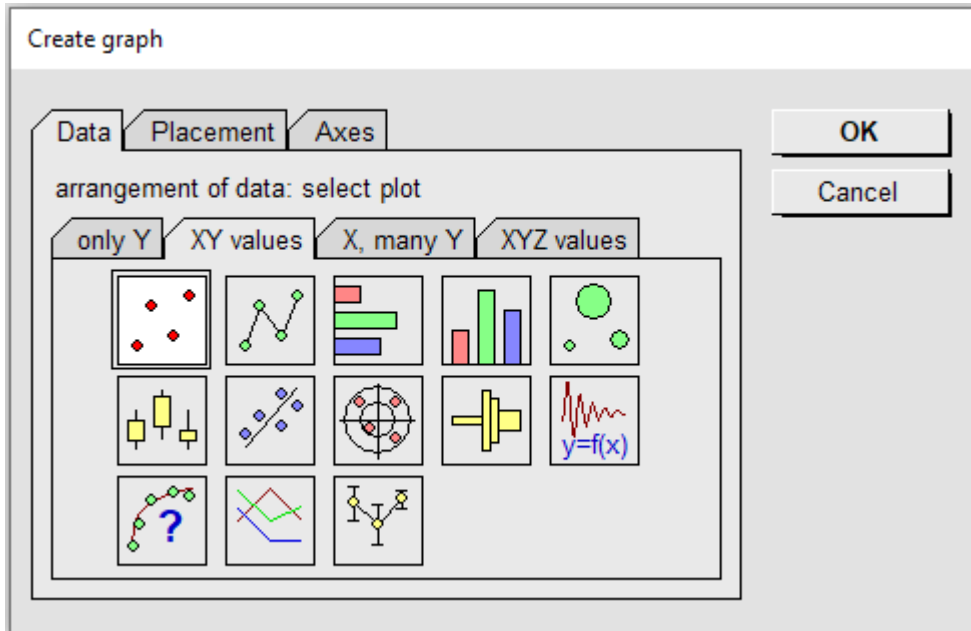 Create graph
Data Placement Axes
OK
arrangement of data: select plot
Cancel
only Y XY values X, many Y XYZ values
y=f(x)
?